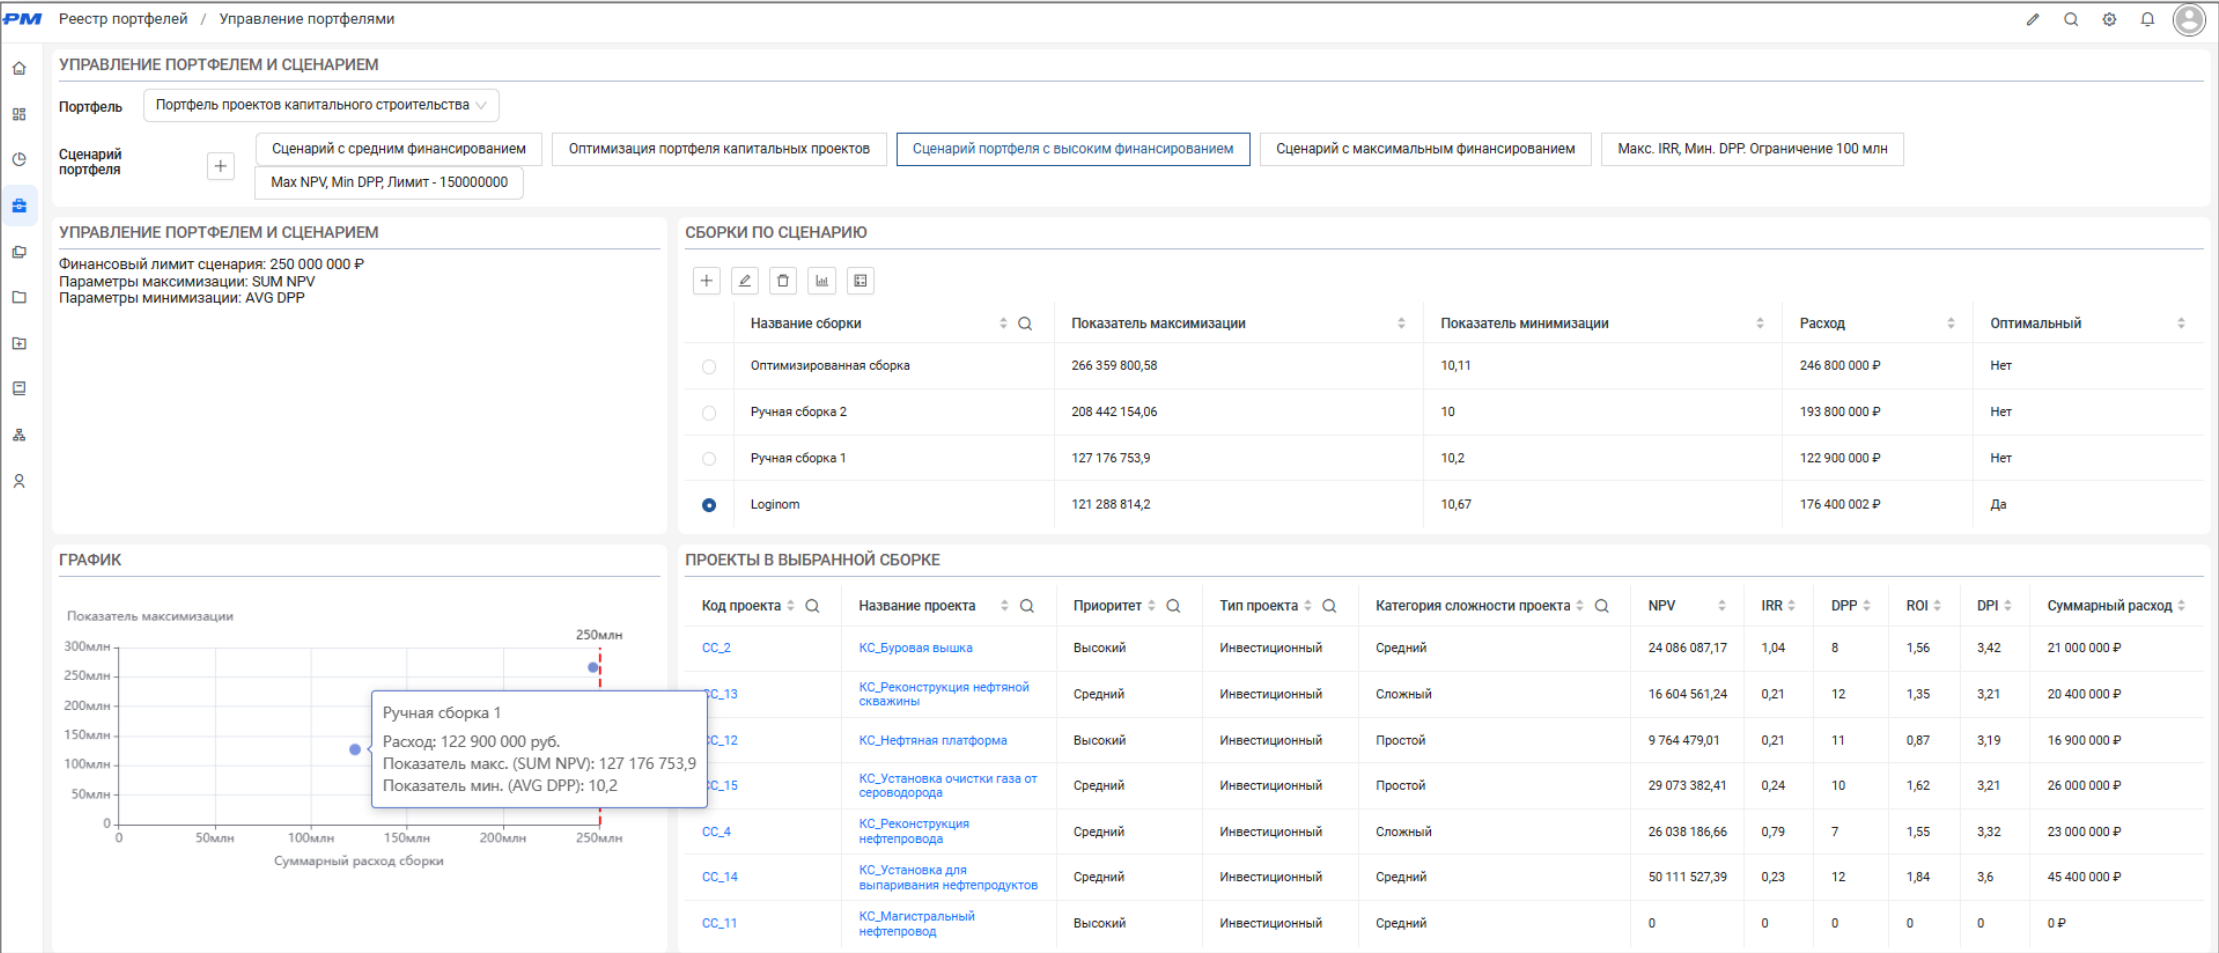 PM Реестр портфелей / Управление портфелями
УПРАВЛЕНИЕ ПОРТФЕЛЕМ И СЦЕНАРИЕМ
Портфель Портфель проектов капитального строительства
Сценарий портфеля
Сценарий с средним финансированием
Оптимизация портфеля капитальных проектов
Сценарий портфеля с высоким финансированием
Сценарий с максимальным финансированием
Макс. IRR, Мин. DPP. Ограничение 100 млн
Max NPV, Min DPP, Лимит - 150000000
УПРАВЛЕНИЕ ПОРТФЕЛЕМ И СЦЕНАРИЕМ
Финансовый лимит сценария: 250 000 000 ₽
Параметры максимизации: SUM NPV
Параметры минимизации: AVG DPP
СБОРКИ ПО СЦЕНАРИЮ
Название сборки Показатель максимизации Показатель минимизации Расход Оптимальный
Оптимизированная сборка 266 359 800,58 10,11 246 800 000 ₽ Нет
Ручная сборка 2 208 442 154,06 10 193 800 000 ₽ Нет
Ручная сборка 1 127 176 753,9 10,2 122 900 000 ₽ Нет
Loginom 121 288 814,2 10,67 176 400 002 ₽ Да
ГРАФИК
Показатель максимизации
250млн
300млн
250млн
200млн
150млн
100млн
50млн
0
0 50млн 100млн 150млн 200млн 250млн
Суммарный расход сборки
Ручная сборка 1
Расход: 122 900 000 руб.
Показатель макс. (SUM NPV): 127 176 753,9
Показатель мин. (AVG DPP): 10,2
ПРОЕКТЫ В ВЫБРАННОЙ СБОРКЕ
Код проекта Название проекта Приоритет Тип проекта Категория сложности проекта NPV IRR DPP ROI DPI Суммарный расход
CC_2 КС_Буровая вышка Высокий Инвестиционный Средний 24 086 087,17 1,04 8 1,56 3,42 21 000 000 ₽
CC_13 КС_Реконструкция нефтяной скважины Средний Инвестиционный Сложный 16 604 561,24 0,21 12 1,35 3,21 20 400 000 ₽
CC_12 КС_Нефтяная платформа Высокий Инвестиционный Простой 9 764 479,01 0,21 11 0,87 3,19 16 900 000 ₽
CC_15 КС_Установка очистки газа от сероводорода Средний Инвестиционный Простой 29 073 382,41 0,24 10 1,62 3,21 26 000 000 ₽
CC_4 КС_Реконструкция нефтепровода Средний Инвестиционный Сложный 26 038 186,66 0,79 7 1,55 3,32 23 000 000 ₽
CC_14 КС_Установка для выпаривания нефтепродуктов Средний Инвестиционный Средний 50 111 527,39 0,23 12 1,84 3,6 45 400 000 ₽
CC_11 КС_Магистральный нефтепровод Высокий Инвестиционный Средний 0 0 0 0 0 0 ₽